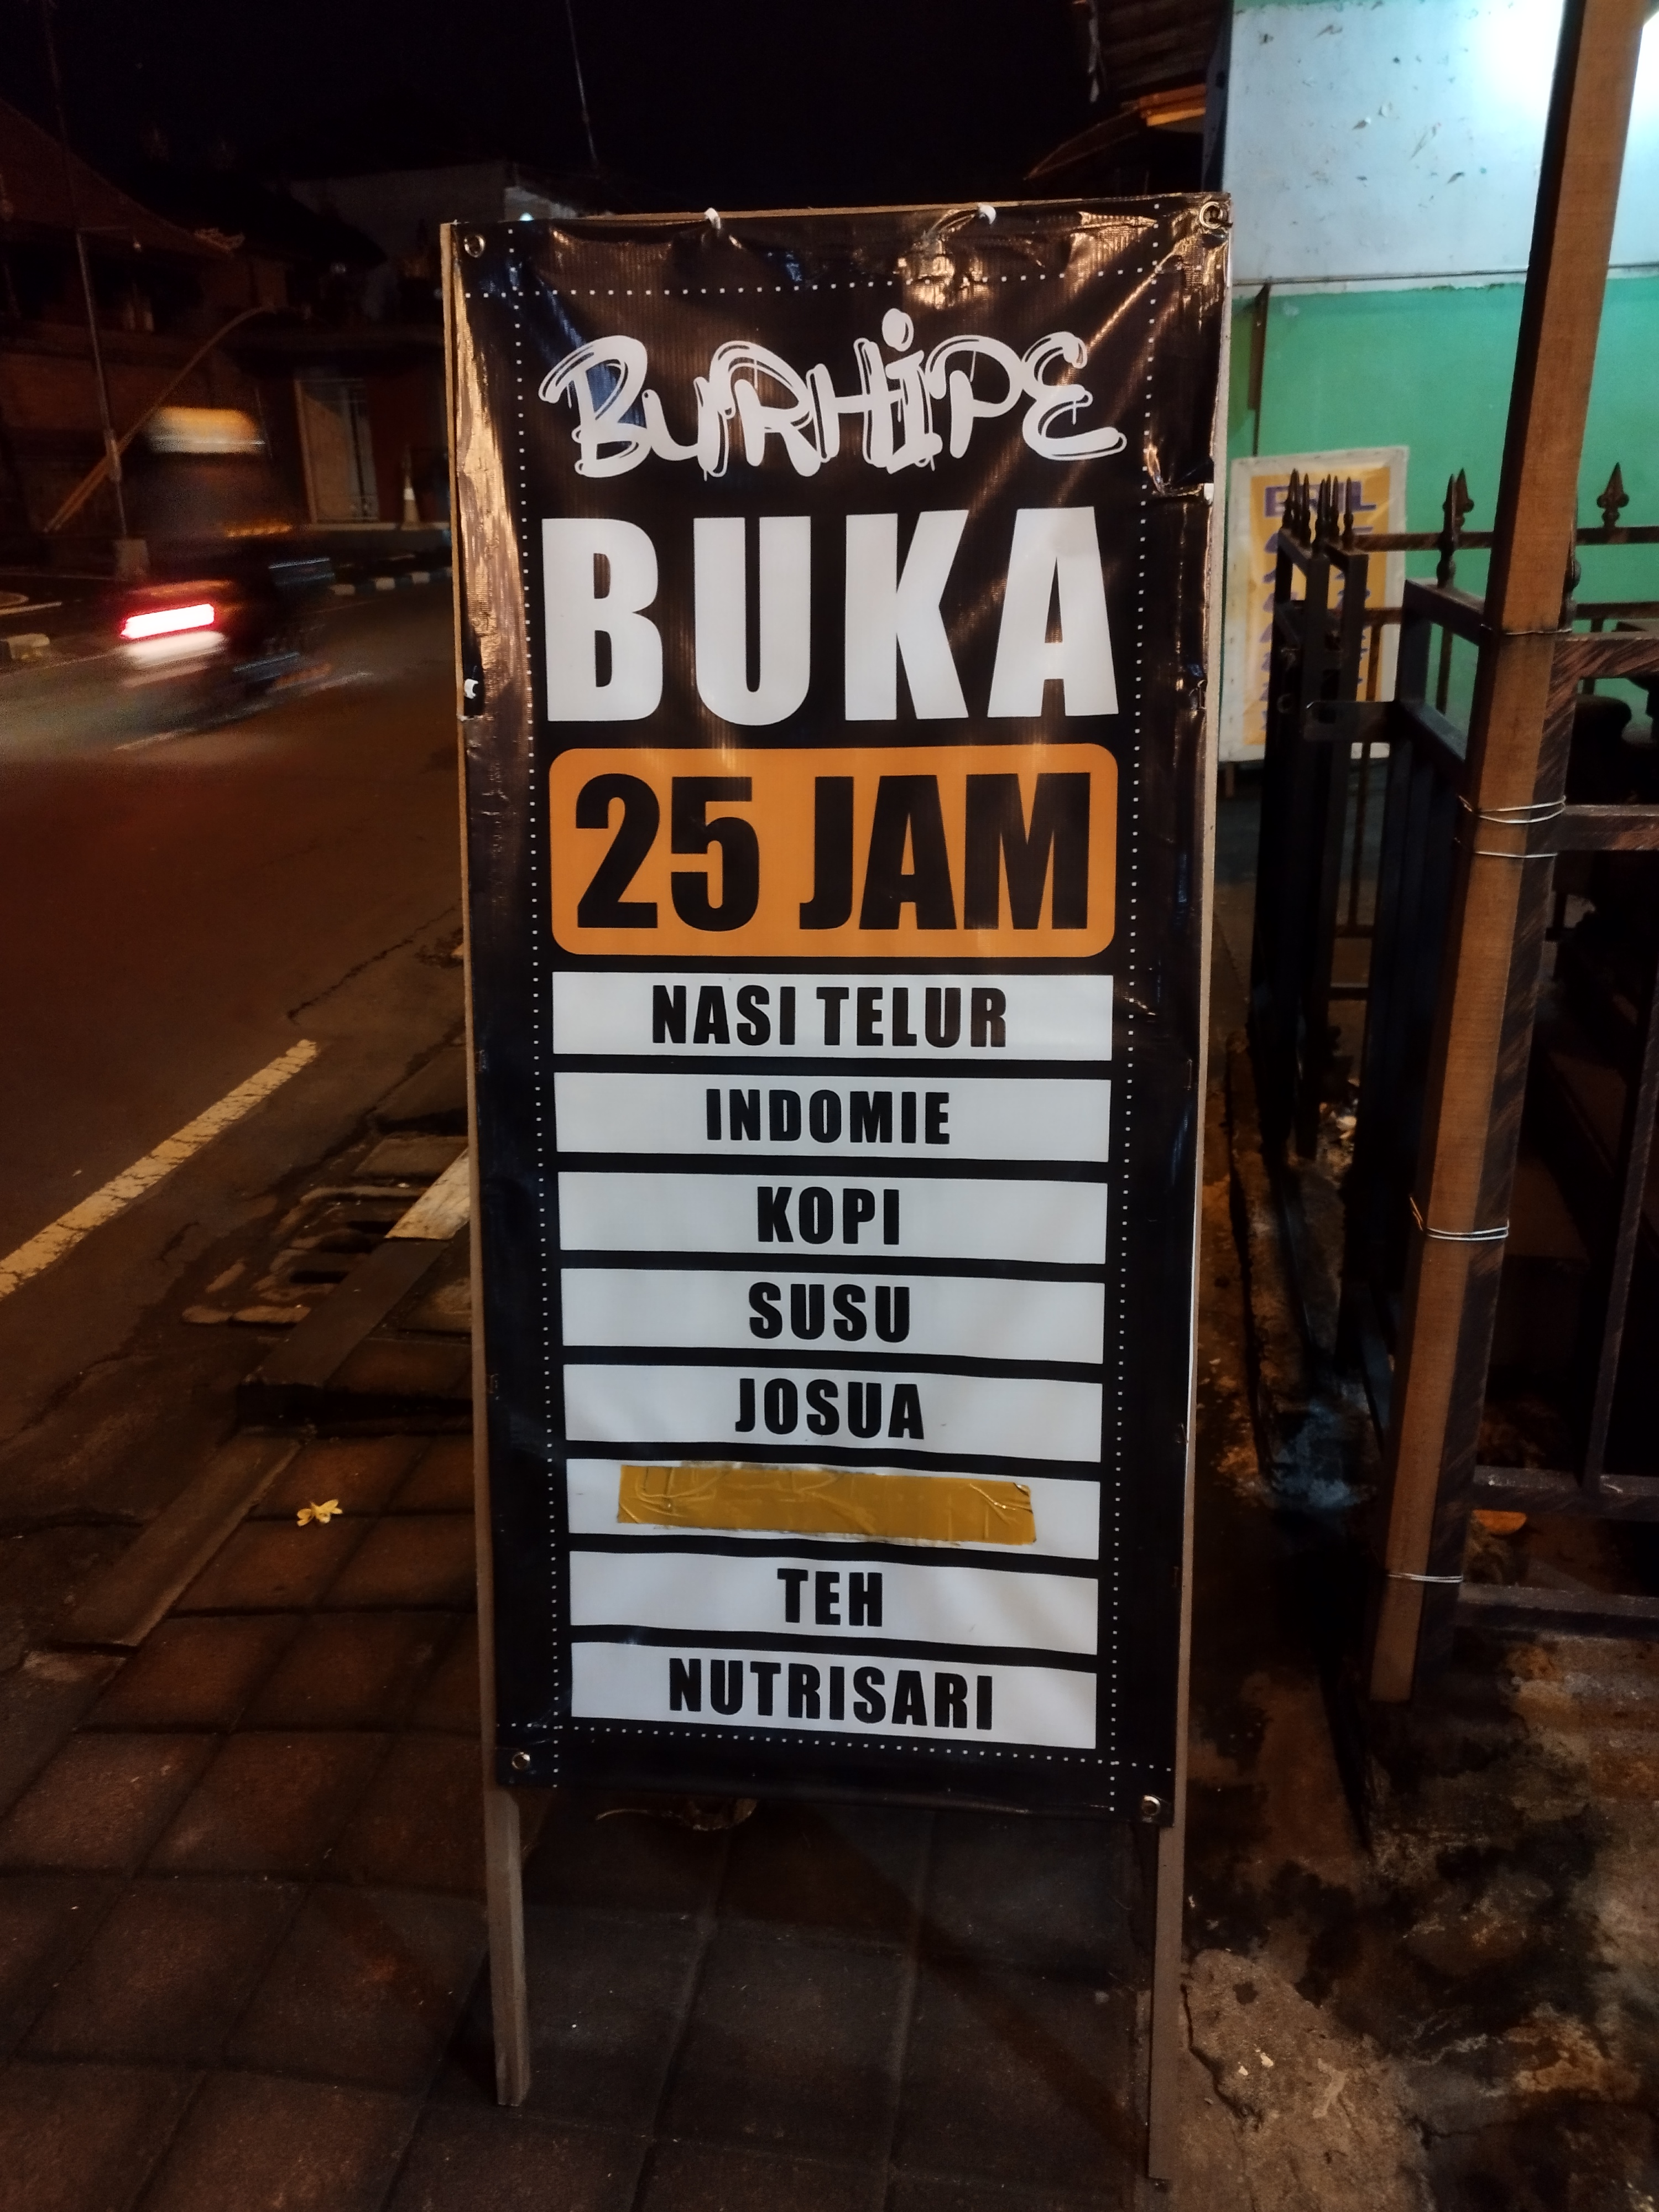 BURHiPE
BUKA
25 JAM
NASI TELUR
INDOMIE
KOPI
SUSU
JOSUA
TEH
NUTRISARI